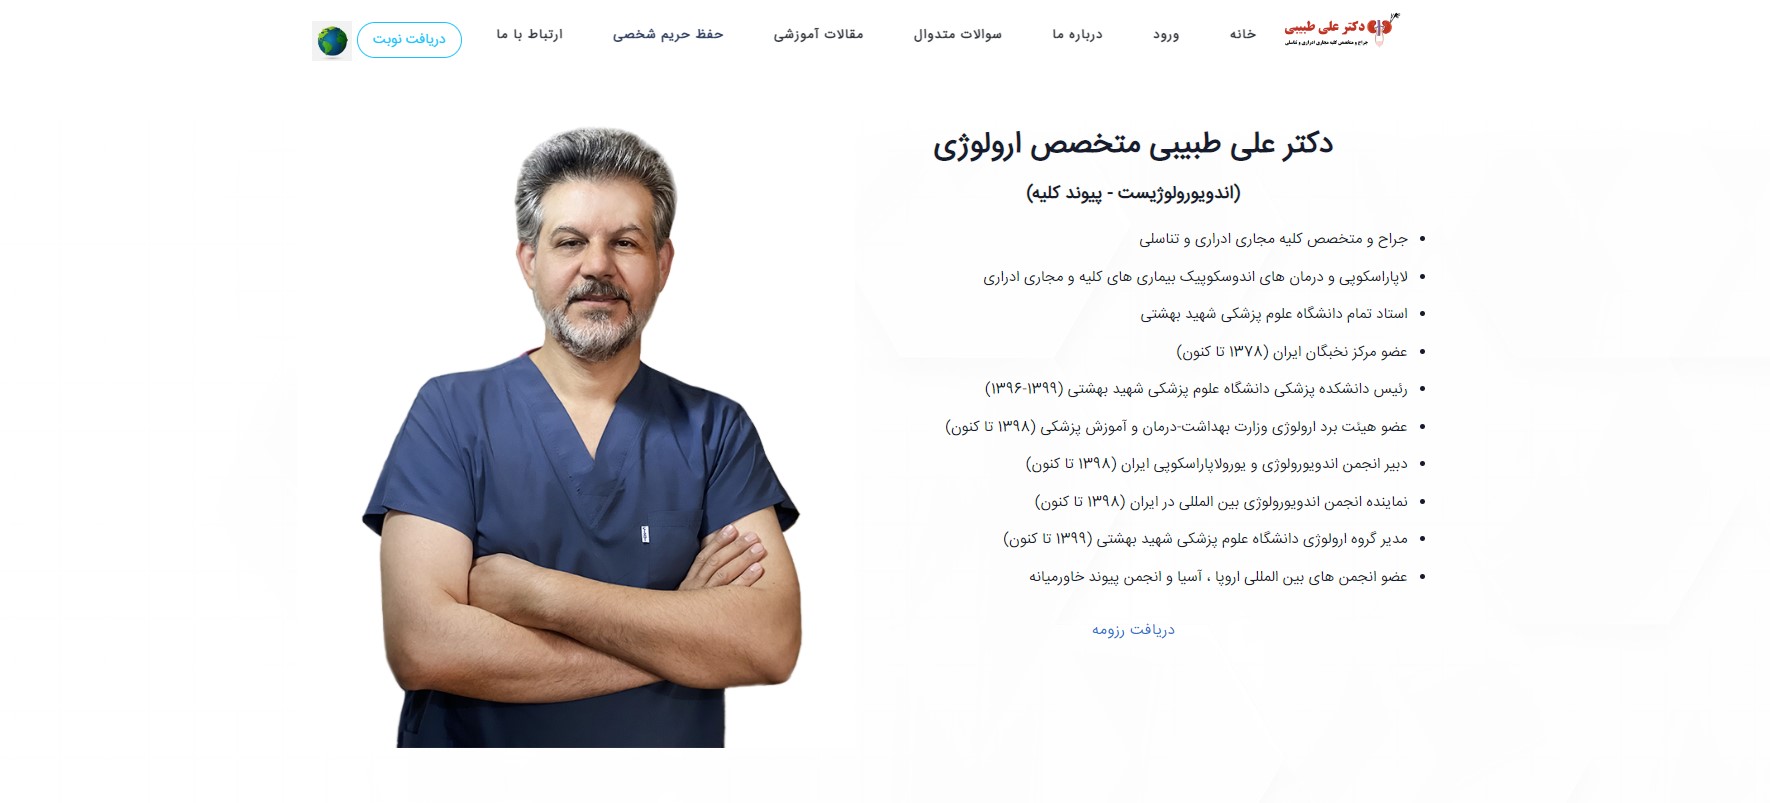 دکتر علی طبیبی
جراح و متخصص کلیه مجاری ادراری و تناسلی
خانه
ورود
درباره ما
سوالات متدوال
مقالات آموزشی
حفظ حریم شخصی
ارتباط با ما
دریافت نوبت
دکتر علی طبیبی متخصص ارولوژی
(اندویورولوژیست - پیوند کلیه)
جراح و متخصص کلیه مجاری ادراری و تناسلی
لاپاراسکوپی و درمان های اندوسکوپیک بیماری های کلیه و مجاری ادراری
استاد تمام دانشگاه علوم پزشکی شهید بهشتی
عضو مرکز نخبگان ایران (۱۳۷۸ تا کنون)
رئیس دانشکده پزشکی دانشگاه علوم پزشکی شهید بهشتی (۱۳۹۹-۱۳۹۶)
عضو هیئت برد ارولوژی وزارت بهداشت-درمان و آموزش پزشکی (۱۳۹۸ تا کنون)
دبیر انجمن اندویورولوژی و یورولاپاراسکوپی ایران (۱۳۹۸ تا کنون)
نماینده انجمن اندویورولوژی بین المللی در ایران (۱۳۹۸ تا کنون)
مدیر گروه ارولوژی دانشگاه علوم پزشکی شهید بهشتی (۱۳۹۹ تا کنون)
عضو انجمن های بین المللی اروپا ، آسیا و انجمن پیوند خاورمیانه
دریافت رزومه